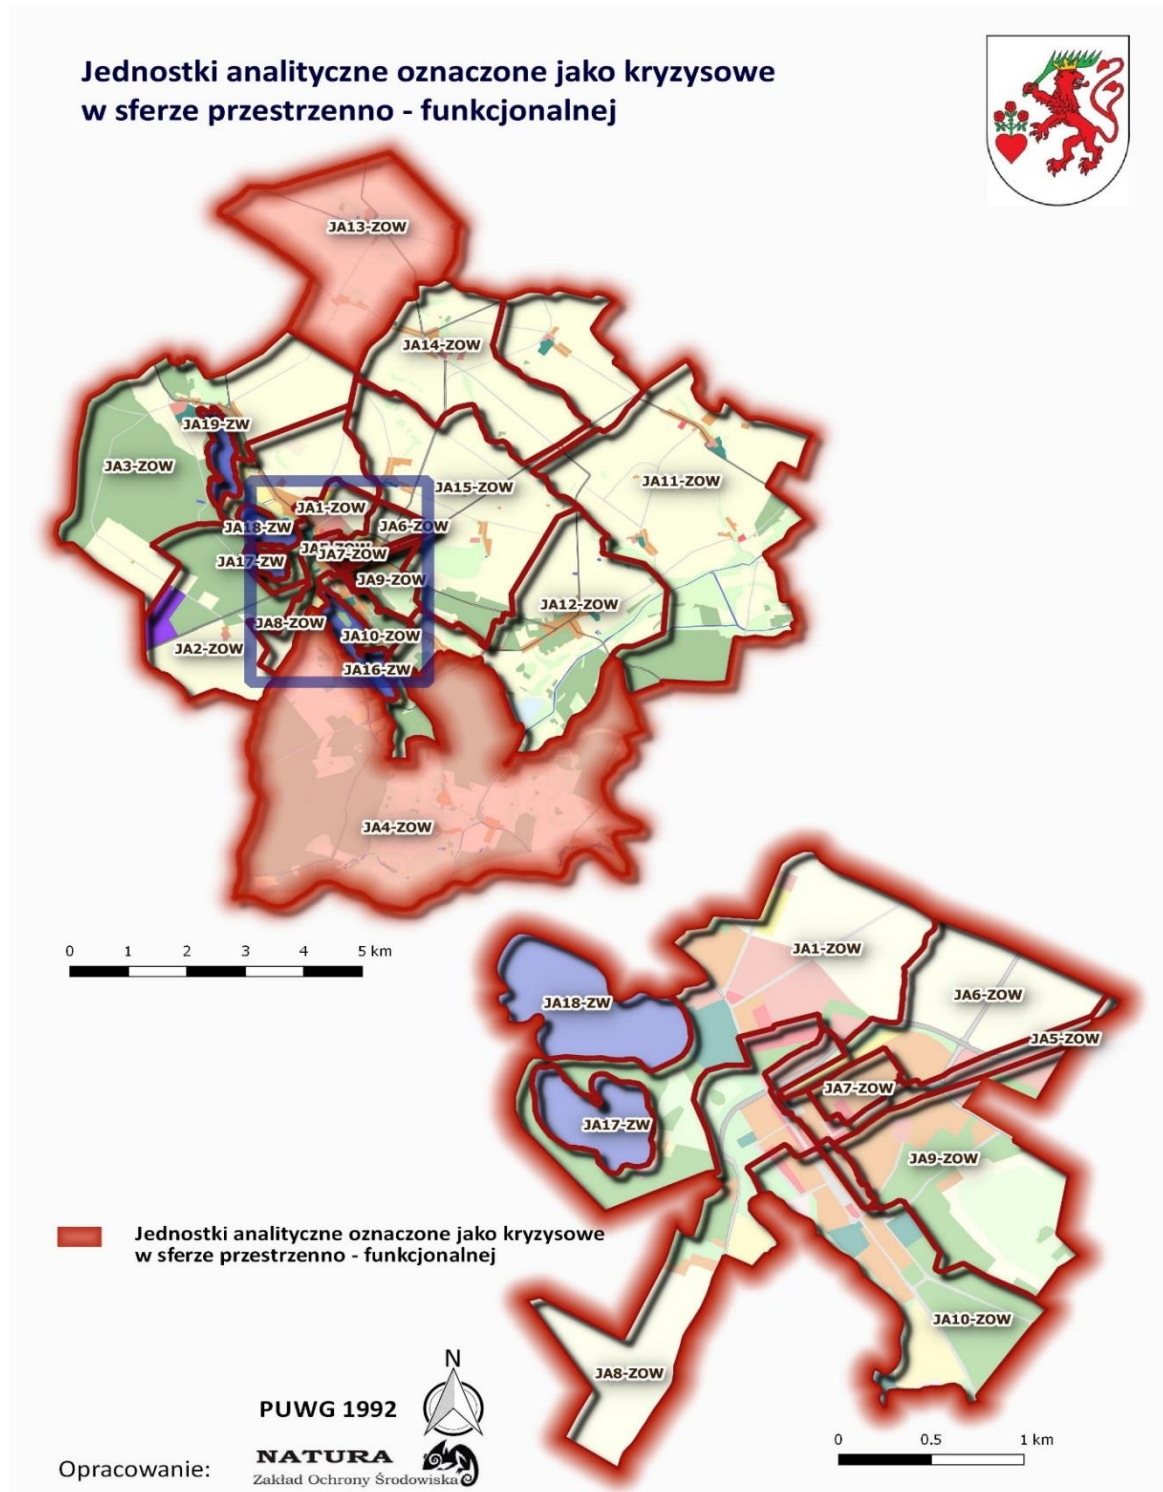 Jednostki analityczne oznaczone jako kryzysowe
w sferze przestrzenno - funkcjonalnej
JA13-ZOW
JA14-ZOW
JA19-ZW
JA3-ZOW
JA15-ZOW
JA11-ZOW
JA1-ZOW
JA18-ZW
JA6-ZOW
JA7-ZOW
JA17-ZW
JA9-ZOW
JA12-ZOW
JA8-ZOW
JA10-ZOW
JA2-ZOW
JA16-ZW
JA4-ZOW
0 1 2 3 4 5 km
JA1-ZOW
JA6-ZOW
JA18-ZW
JA5-ZOW
JA7-ZOW
JA17-ZW
JA9-ZOW
JA10-ZOW
JA8-ZOW
Jednostki analityczne oznaczone jako kryzysowe
w sferze przestrzenno - funkcjonalnej
N
PUWG 1992
0 0.5 1 km
Opracowanie:
NATURA
Zakład Ochrony Środowiska